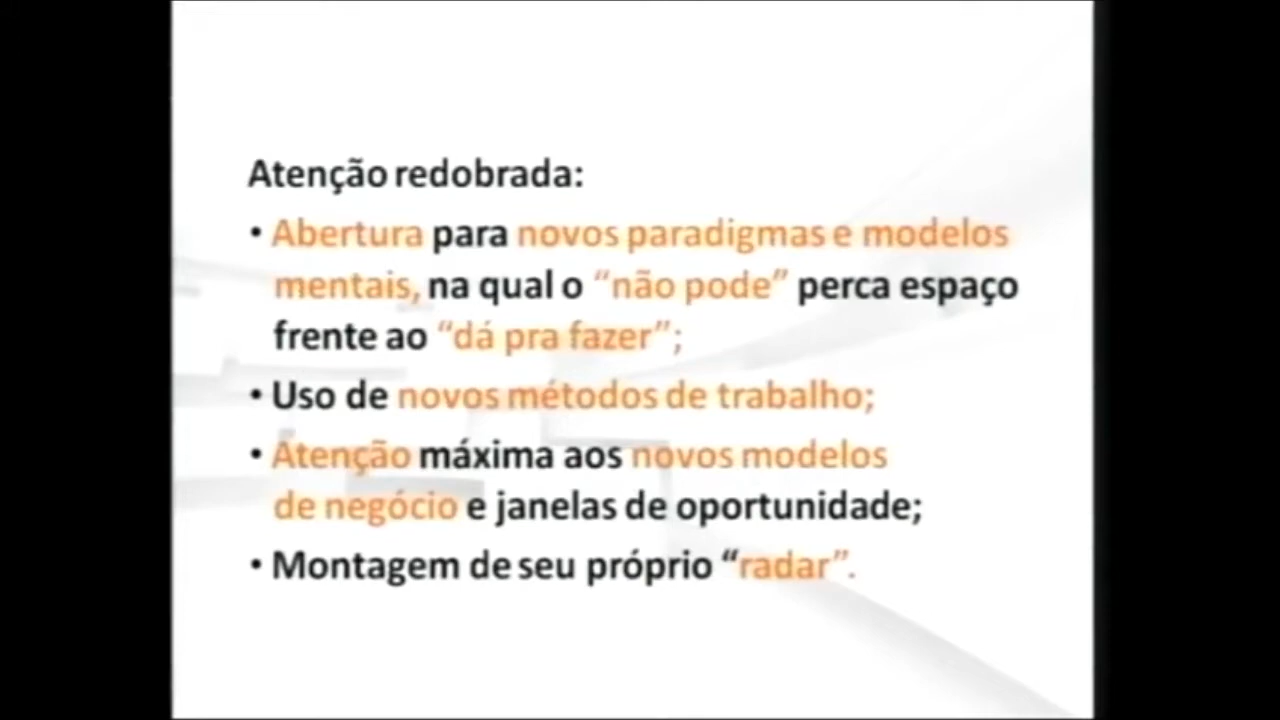 Atenção redobrada:
• Abertura para novos paradigmas e modelos
mentais, na qual o “não pode” perca espaço
frente ao “dá pra fazer”;
• Uso de novos métodos de trabalho;
• Atenção máxima aos novos modelos
de negócio e janelas de oportunidade;
• Montagem de seu próprio “radar”.